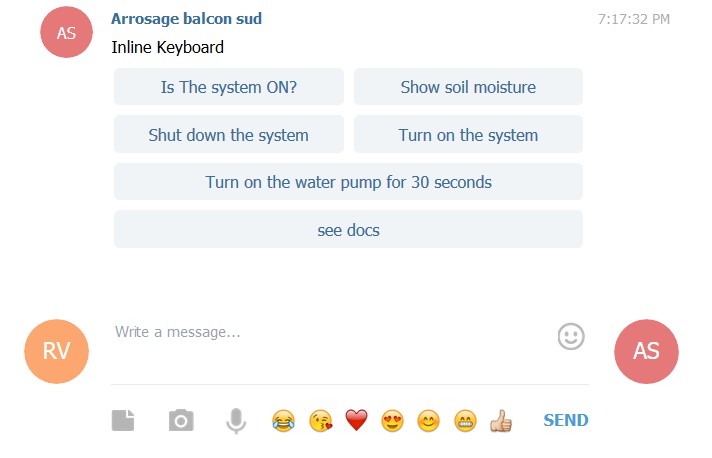 AS
Arrosage balcon sud
7:17:32 PM
Inline Keyboard
Is The system ON?
Show soil moisture
Shut down the system
Turn on the system
Turn on the water pump for 30 seconds
see docs
RV
Write a message...
AS
SEND